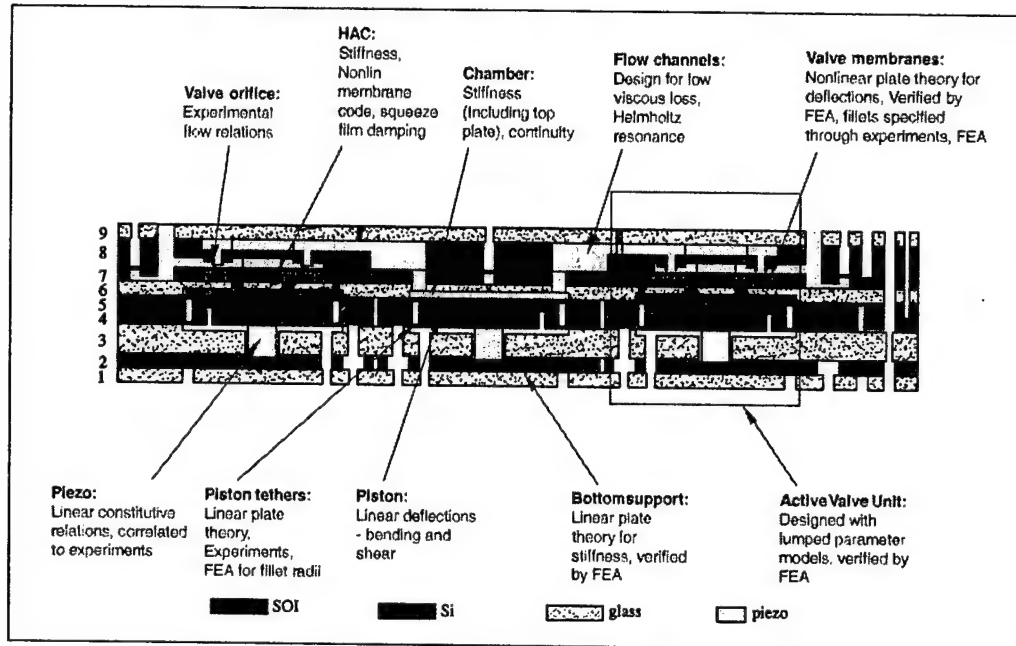 HAC:
Stiffness,
Nonlin
membrane
code, squeeze
film damping
Valve orifice:
Experimental
flow relations
Chamber:
Stiffness
(Including top
plate), continuity
Flow channels:
Design for low
viscous loss,
Helmholtz
resonance
Valve membranes:
Nonlinear plate theory for
deflections, Verified by
FEA, fillets specified
through experiments, FEA
9
8
7
6
5
4
3
2
1
Piezo:
Linear constitutive
relations, correlated
to experiments
Piston tethers:
Linear plate
theory,
Experiments,
FEA for fillet radii
Piston:
Linear deflections
- bending and
shear
Bottomsupport:
Linear plate
theory for
stiffness, verified
by FEA
Active Valve Unit:
Designed with
lumped parameter
models, verified by
FEA
SOI
Si
glass
piezo